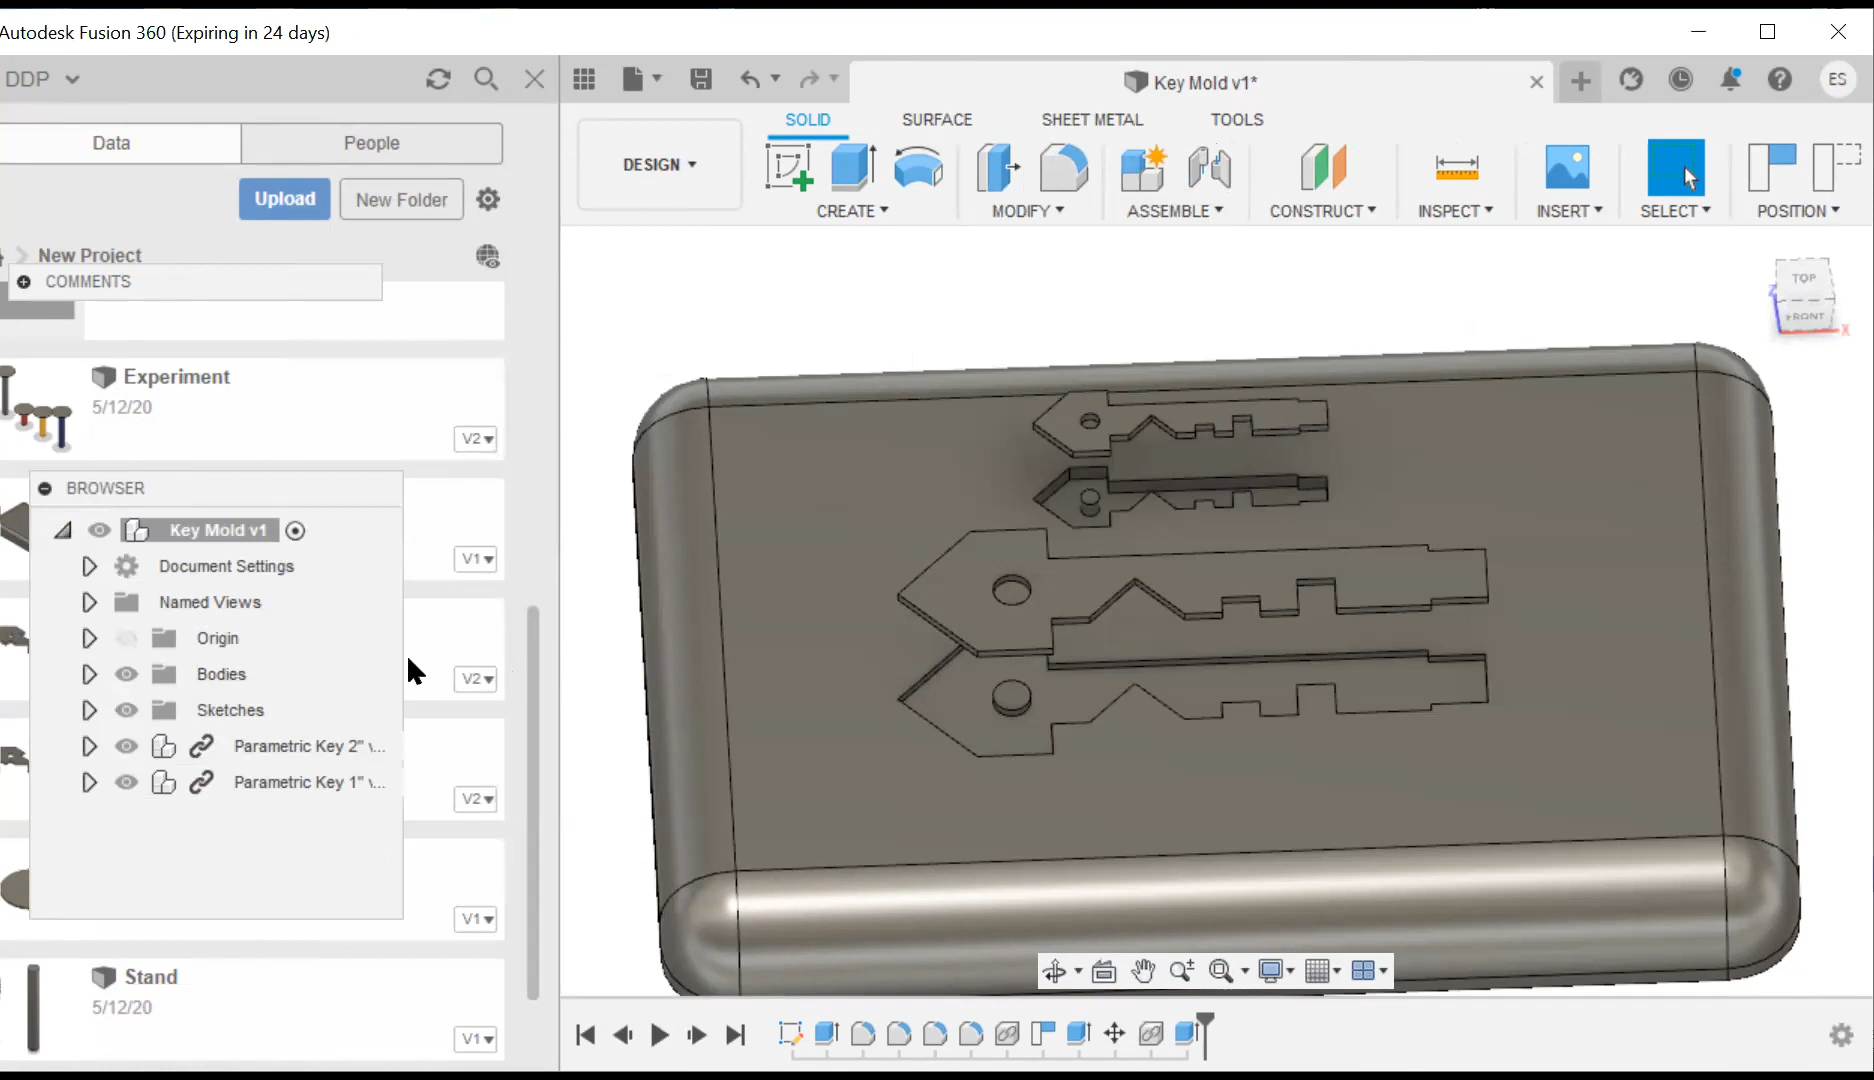 Autodesk Fusion 360 (Expiring in 24 days)
DDP
Key Mold v1*
ES
Data
People
SOLID
SURFACE
SHEET METAL
TOOLS
DESIGN
Upload
New Folder
CREATE
MODIFY
ASSEMBLE
CONSTRUCT
INSPECT
INSERT
SELECT
POSITION
New Project
COMMENTS
TOP
FRONT
Z
X
Experiment
5/12/20
V2
BROWSER
Key Mold v1
V1
Document Settings
Named Views
Origin
Bodies
V2
Sketches
Parametric Key 2" v...
Parametric Key 1" v...
V2
V1
Stand
5/12/20
V1